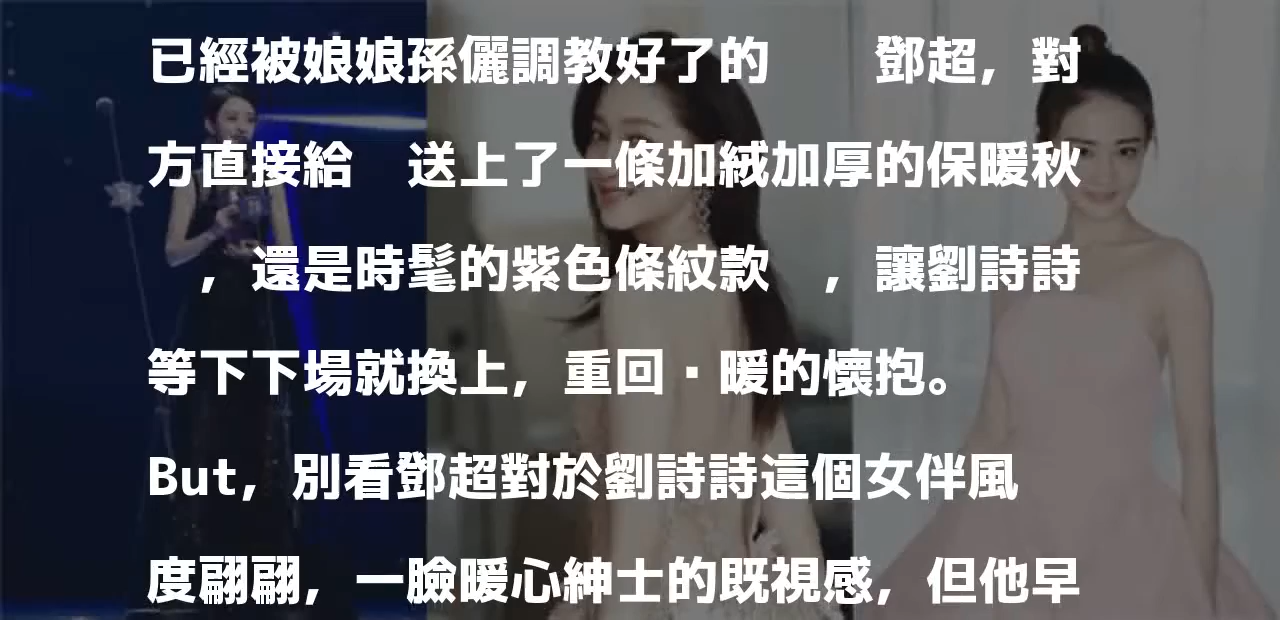 已經被娘娘孫儷調教好了的　　鄧超，對
方直接給　送上了一條加絨加厚的保暖秋
　，還是時髦的紫色條紋款　，讓劉詩詩
等下下場就換上，重回·暖的懷抱。
But，別看鄧超對於劉詩詩這個女伴風
度翩翩，一臉暖心紳士的既視感，但他早